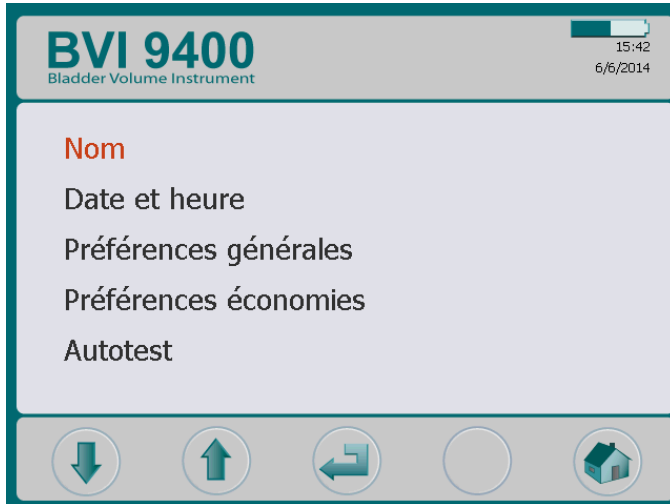 BVI 9400
Bladder Volume Instrument
15:42
6/6/2014
Nom
Date et heure
Préférences générales
Préférences économies
Autotest